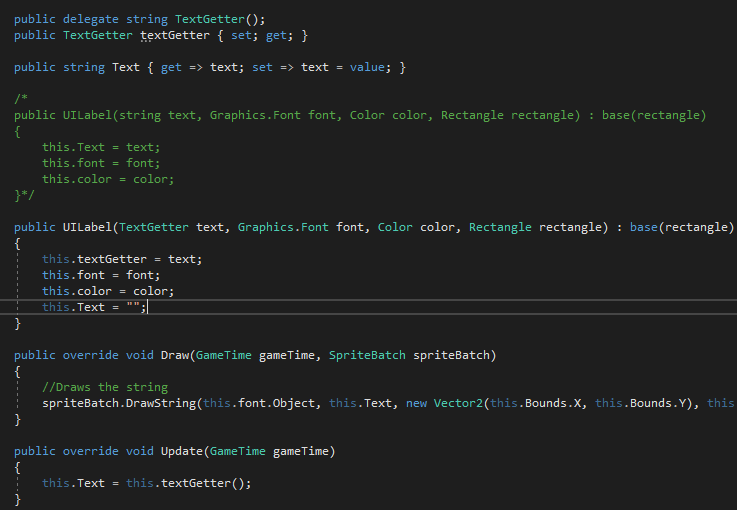 public delegate string TextGetter();
public TextGetter textGetter { set; get; }
public string Text { get => text; set => text = value; }
/*
public UILabel(string text, Graphics.Font font, Color color, Rectangle rectangle) : base(rectangle)
{
this.Text = text;
this.font = font;
this.color = color;
}*/
public UILabel(TextGetter text, Graphics.Font font, Color color, Rectangle rectangle) : base(rectangle)
{
this.textGetter = text;
this.font = font;
this.color = color;
this.Text = "";
}
public override void Draw(GameTime gameTime, SpriteBatch spriteBatch)
{
//Draws the string
spriteBatch.DrawString(this.font.Object, this.Text, new Vector2(this.Bounds.X, this.Bounds.Y), this
}
public override void Update(GameTime gameTime)
{
this.Text = this.textGetter();
}